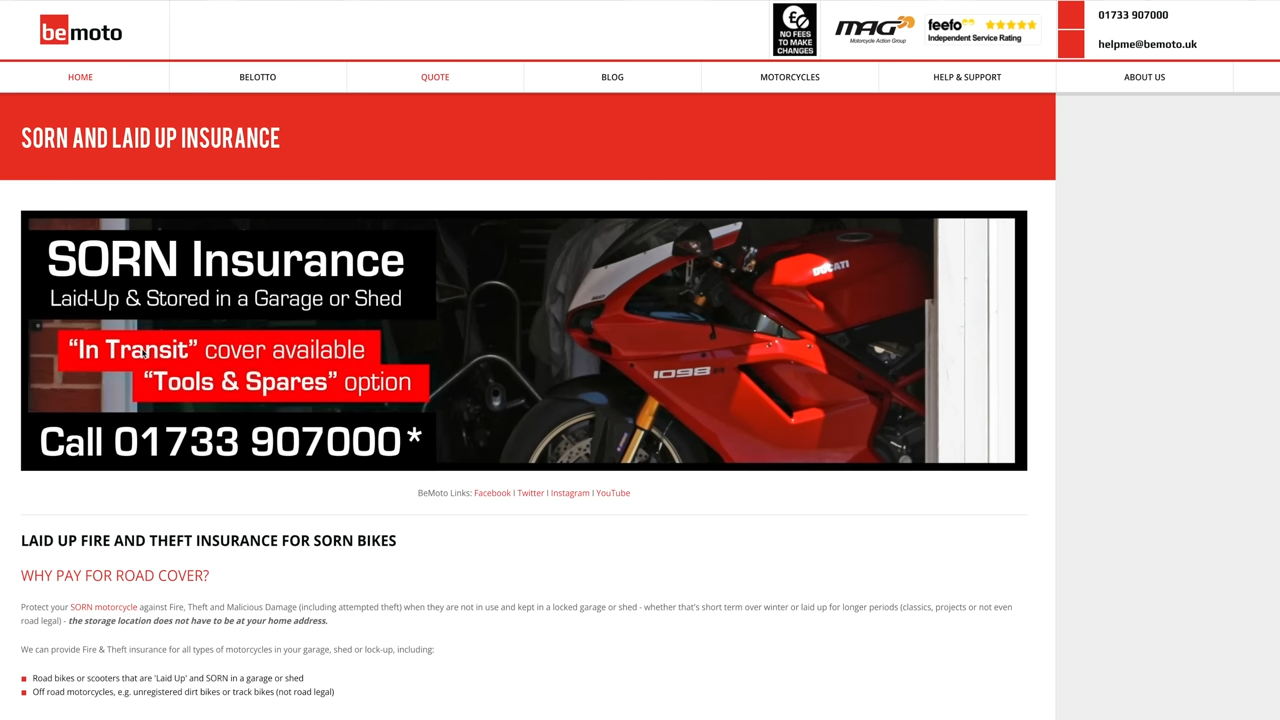 bemoto
NO FEES
TO MAKE
CHANGES
MAG
Motorcycle Action Group
feefo
Independent Service Rating
01733 907000
helpme@bemoto.uk
HOME
BELOTTO
QUOTE
BLOG
MOTORCYCLES
HELP & SUPPORT
ABOUT US
SORN AND LAID UP INSURANCE
SORN Insurance
Laid-Up & Stored in a Garage or Shed
“In Transit” cover available
“Tools & Spares” option
Call 01733 907000*
DUCATI
1098
BeMoto Links: Facebook I Twitter I Instagram I YouTube
LAID UP FIRE AND THEFT INSURANCE FOR SORN BIKES
WHY PAY FOR ROAD COVER?
Protect your SORN motorcycle against Fire, Theft and Malicious Damage (including attempted theft) when they are not in use and kept in a locked garage or shed - whether that's short term over winter or laid up for longer periods (classics, projects or not even
road legal) - the storage location does not have to be at your home address.
We can provide Fire & Theft insurance for all types of motorcycles in your garage, shed or lock-up, including:
Road bikes or scooters that are 'Laid Up' and SORN in a garage or shed
Off road motorcycles, e.g. unregistered dirt bikes or track bikes (not road legal)